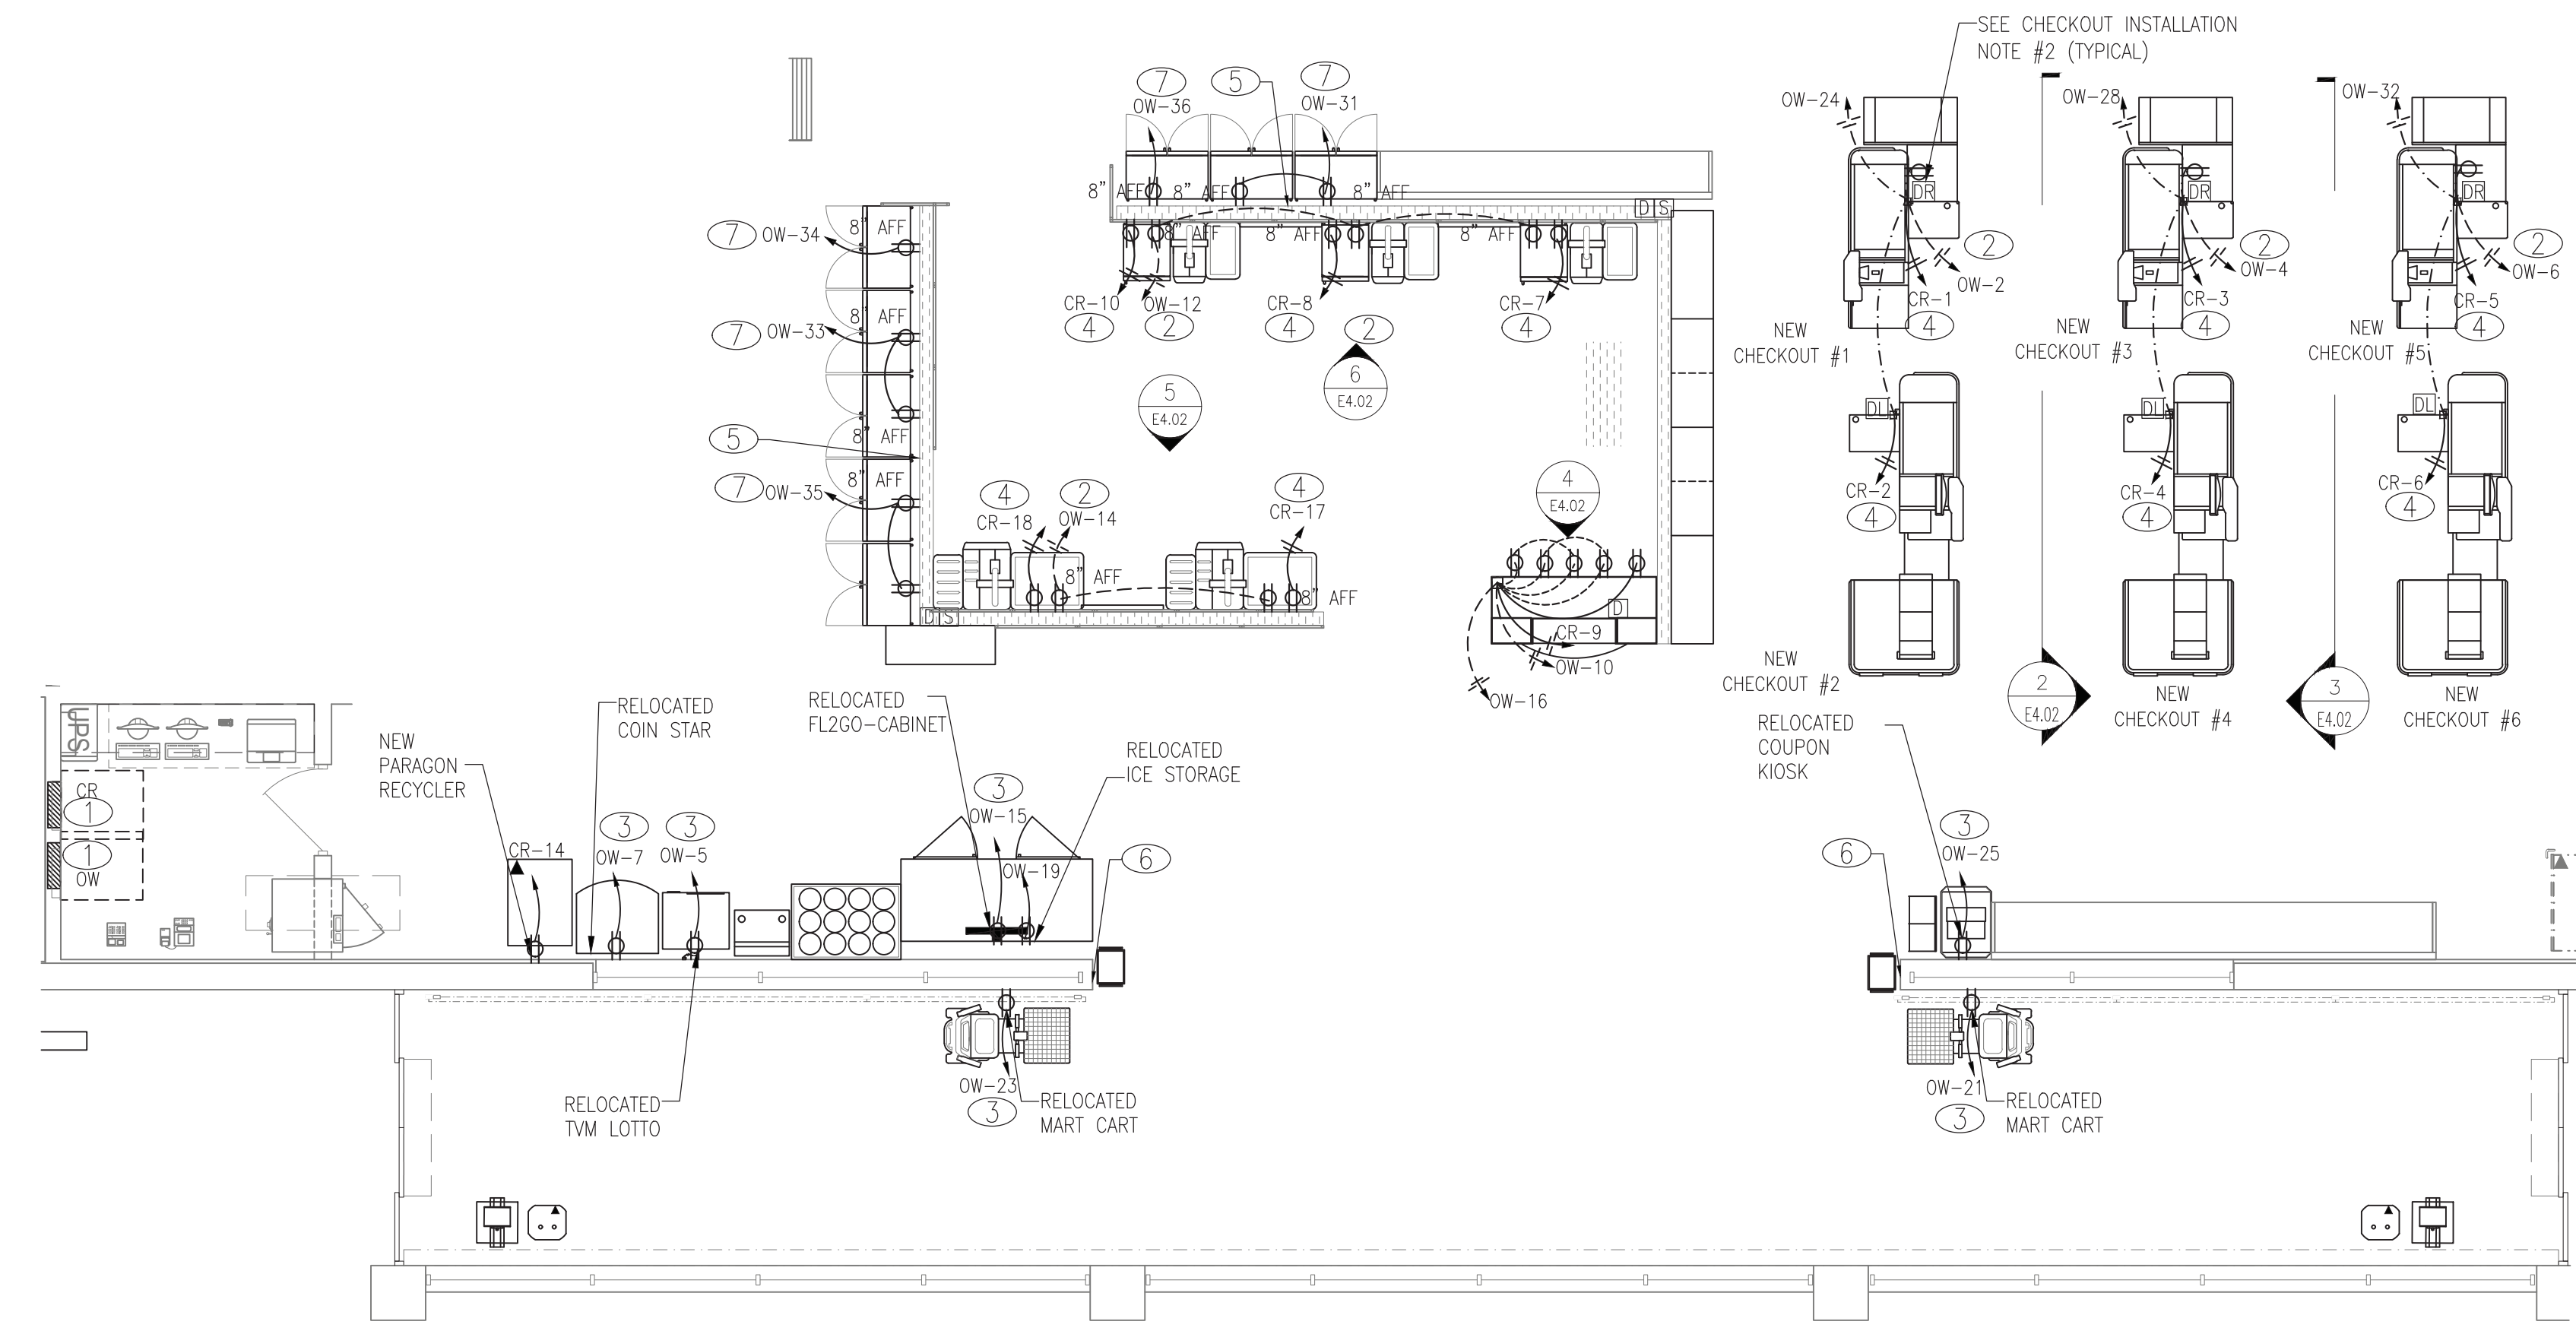 SEE CHECKOUT INSTALLATION
NOTE #2 (TYPICAL)
7
5
7
OW-36
OW-31
OW-24
OW-28
OW-32
8" AFF
8" AFF
8" AFF
DR
DR
DR
DIS
8" AFF
7
OW-34
8" AFF
8" AFF
8" AFF
2
2
2
OW-2
OW-4
OW-6
CR-10
OW-12
CR-8
CR-7
CR-1
CR-3
CR-5
4
2
4
2
4
4
4
4
8" AFF
7
OW-33
NEW
CHECKOUT #1
NEW
CHECKOUT #3
NEW
CHECKOUT #5
6
E4.02
5
E4.02
DL
DL
DL
5
8" AFF
8" AFF
7
OW-35
4
CR-18
2
OW-14
4
CR-17
4
E4.02
CR-2
4
CR-4
4
CR-6
4
8" AFF
8" AFF
DIS
D
CR-9
OW-10
OW-16
NEW
CHECKOUT #2
2
E4.02
NEW
CHECKOUT #4
3
E4.02
NEW
CHECKOUT #6
UPS
NEW
PARAGON
RECYCLER
RELOCATED
COIN STAR
RELOCATED
FL2GO-CABINET
RELOCATED
ICE STORAGE
RELOCATED
COUPON
KIOSK
CR
1
1
OW
CR-14
3
OW-7
3
OW-5
3
OW-15
OW-19
6
6
3
OW-25
OW-23
3
RELOCATED
MART CART
RELOCATED
TVM LOTTO
OW-21
3
RELOCATED
MART CART